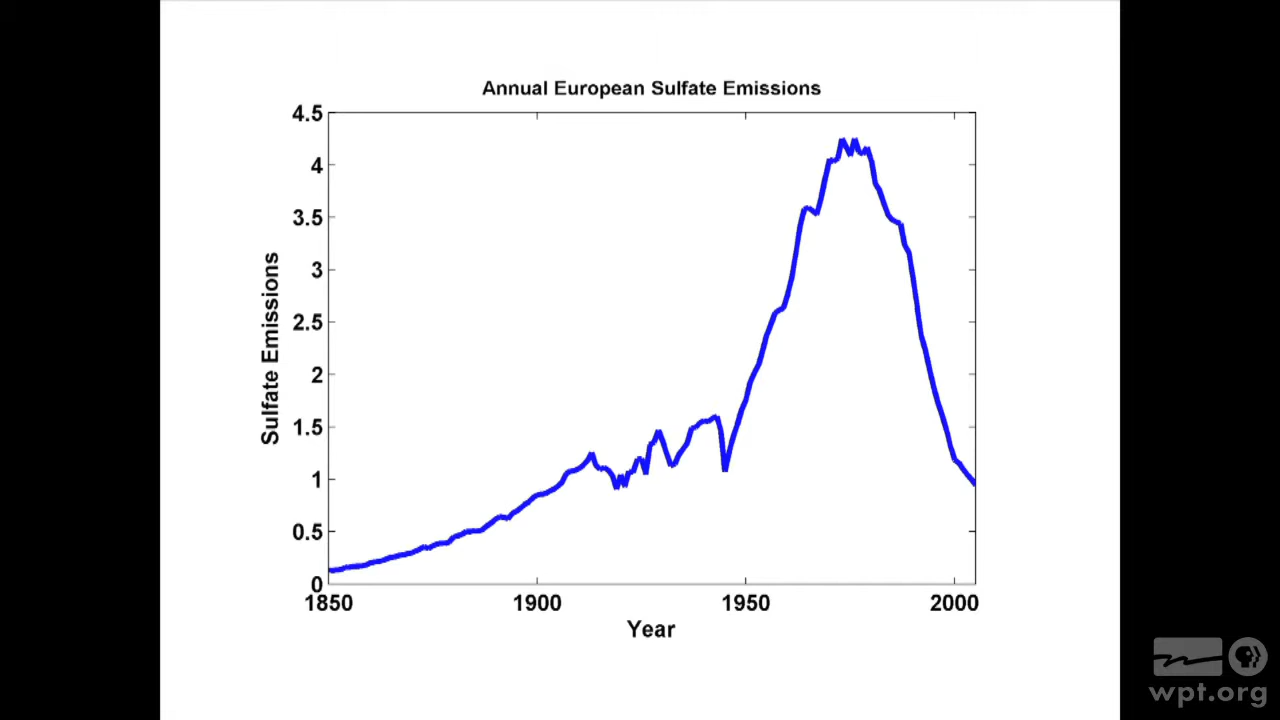 Annual European Sulfate Emissions
4.5
4
3.5
3
2.5
2
1.5
1
0.5
0
Sulfate Emissions
1850 1900 1950 2000
Year
wpt.org